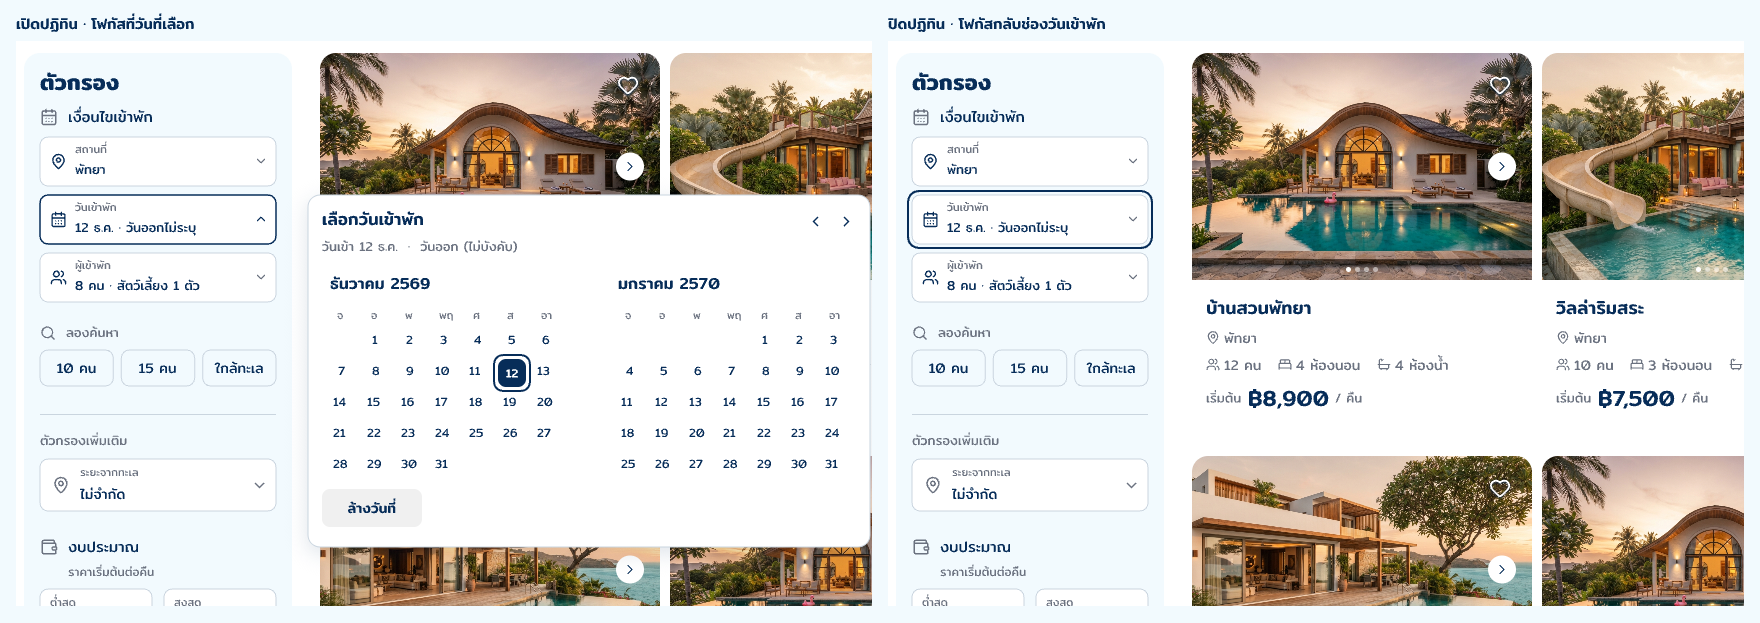 เปิดปฏิทิน · โฟกัสที่วันที่เลือก
ตัวกรอง
เงื่อนไขเข้าพัก
สถานที่
พัทยา
วันเข้าพัก
12 ธ.ค. · วันออกไม่ระบุ
ผู้เข้าพัก
8 คน · สัตว์เลี้ยง 1 ตัว
ลองค้นหา
10 คน 15 คน ใกล้ทะเล
ตัวกรองเพิ่มเติม
ระยะจากทะเล
ไม่จำกัด
งบประมาณ
ราคาเริ่มต้นต่อคืน
ต่ำสุด สูงสุด
เลือกวันเข้าพัก
วันเข้า 12 ธ.ค. · วันออก (ไม่บังคับ)
ธันวาคม 2569
จ อ พ พฤ ศ ส อา
1 2 3 4 5 6
7 8 9 10 11 12 13
14 15 16 17 18 19 20
21 22 23 24 25 26 27
28 29 30 31
มกราคม 2570
จ อ พ พฤ ศ ส อา
1 2 3
4 5 6 7 8 9 10
11 12 13 14 15 16 17
18 19 20 21 22 23 24
25 26 27 28 29 30 31
ล้างวันที่
ปิดปฏิทิน · โฟกัสกลับช่องวันเข้าพัก
ตัวกรอง
เงื่อนไขเข้าพัก
สถานที่
พัทยา
วันเข้าพัก
12 ธ.ค. · วันออกไม่ระบุ
ผู้เข้าพัก
8 คน · สัตว์เลี้ยง 1 ตัว
ลองค้นหา
10 คน 15 คน ใกล้ทะเล
ตัวกรองเพิ่มเติม
ระยะจากทะเล
ไม่จำกัด
งบประมาณ
ราคาเริ่มต้นต่อคืน
ต่ำสุด สูงสุด
บ้านสวนพัทยา
พัทยา
12 คน 4 ห้องนอน 4 ห้องน้ำ
เริ่มต้น ฿8,900 / คืน
วิลล่าริมสระ
พัทยา
10 คน 3 ห้องนอน
เริ่มต้น ฿7,500 / คืน